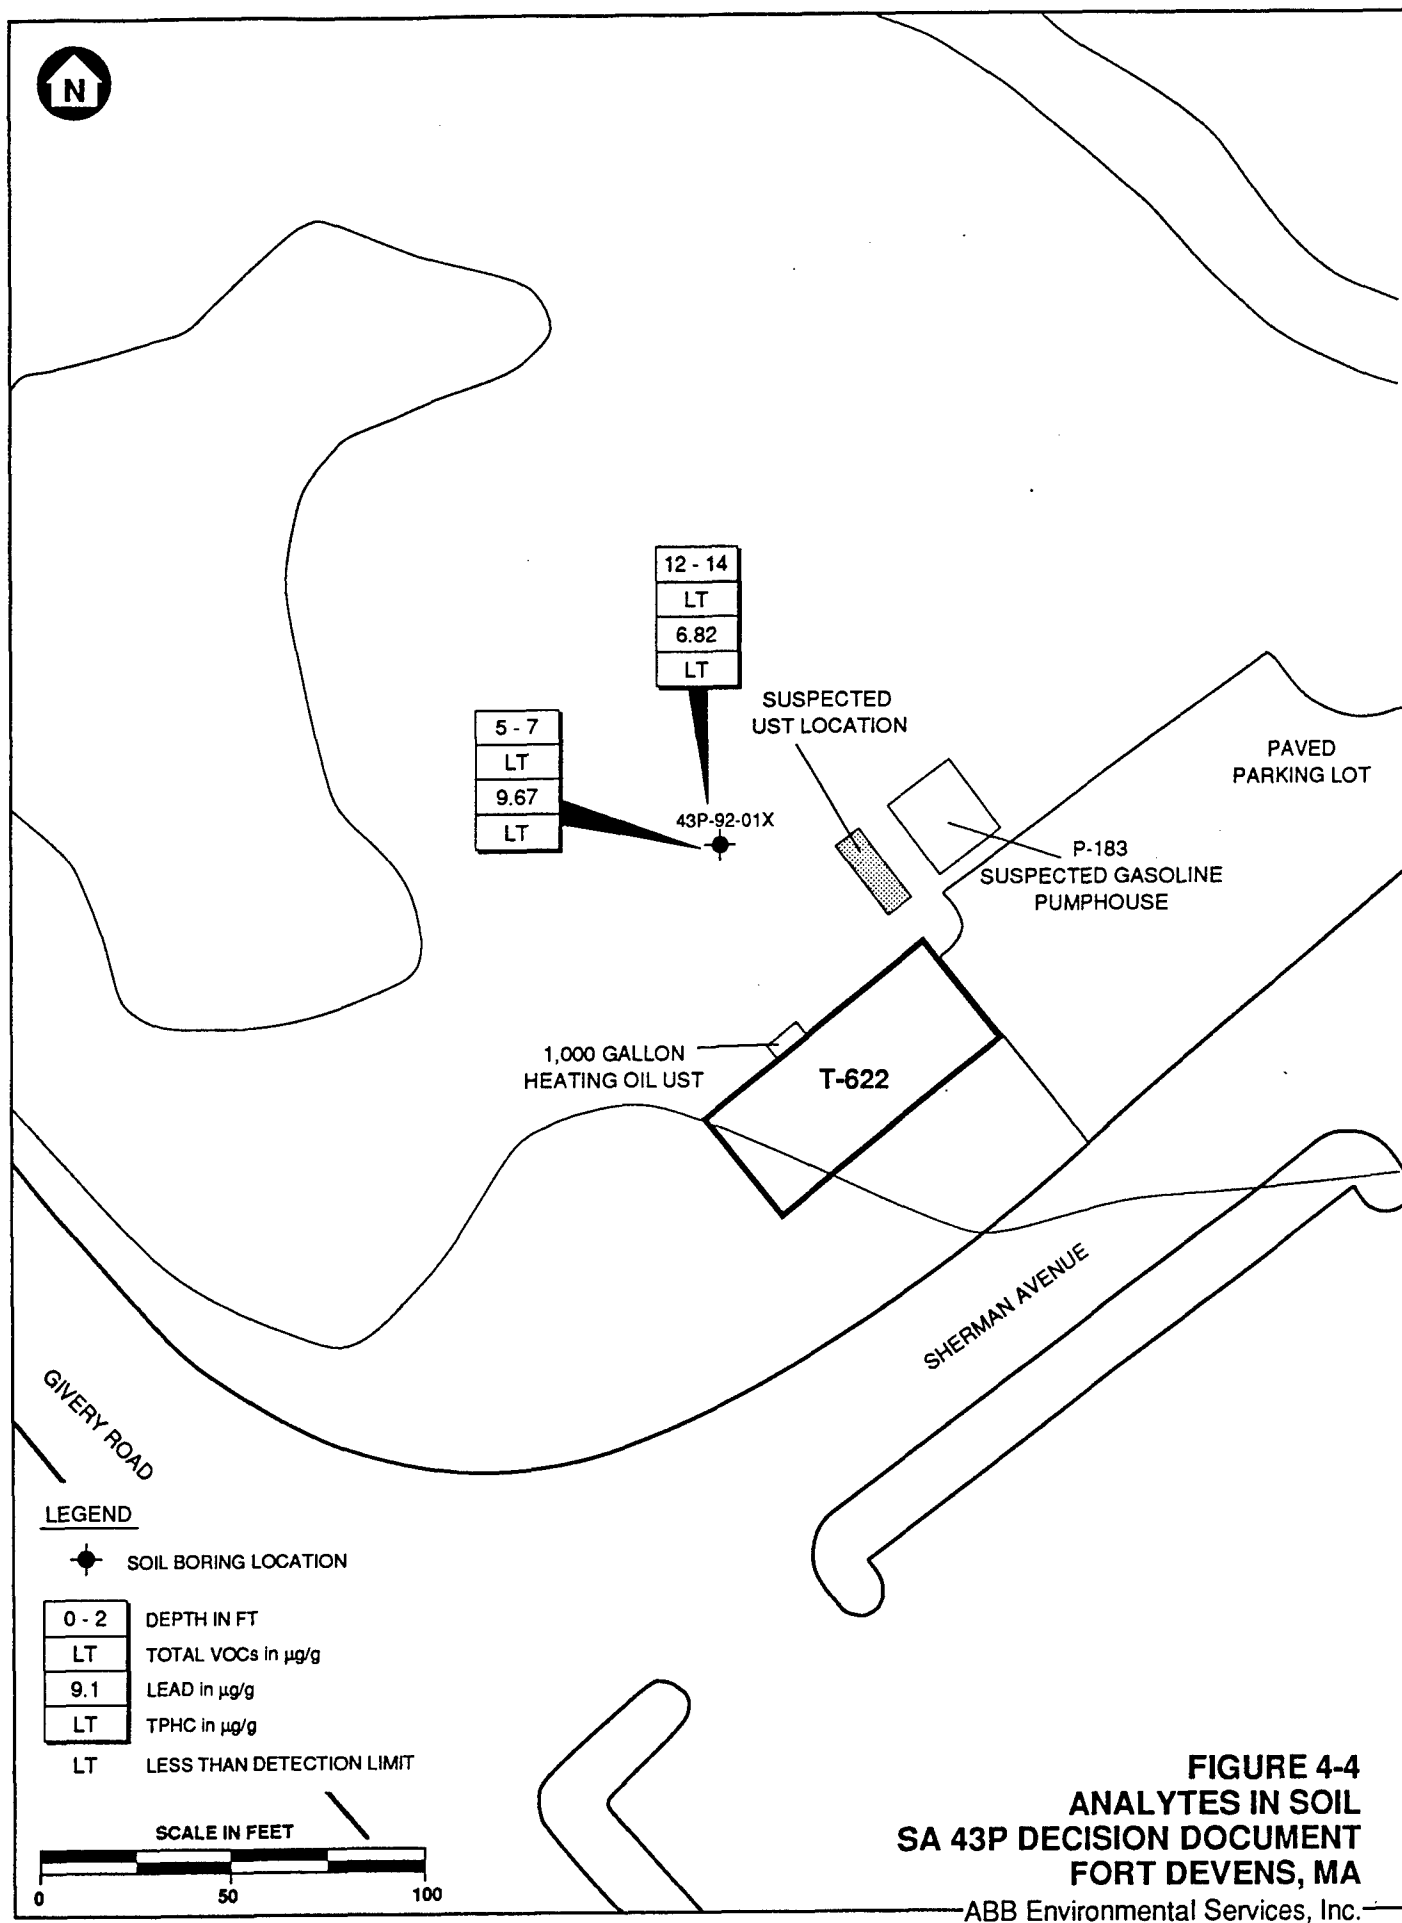 N
12 - 14
LT
6.82
LT
5 - 7
LT
9.67
LT
43P-92-01X
SUSPECTED
UST LOCATION
PAVED
PARKING LOT
P-183
SUSPECTED GASOLINE
PUMPHOUSE
1,000 GALLON
HEATING OIL UST
T-622
SHERMAN AVENUE
GIVERY ROAD
LEGEND
SOIL BORING LOCATION
0 - 2 DEPTH IN FT
LT TOTAL VOCs in µg/g
9.1 LEAD in µg/g
LT TPHC in µg/g
LT LESS THAN DETECTION LIMIT
SCALE IN FEET
0 50 100
FIGURE 4-4
ANALYTES IN SOIL
SA 43P DECISION DOCUMENT
FORT DEVENS, MA
ABB Environmental Services, Inc.